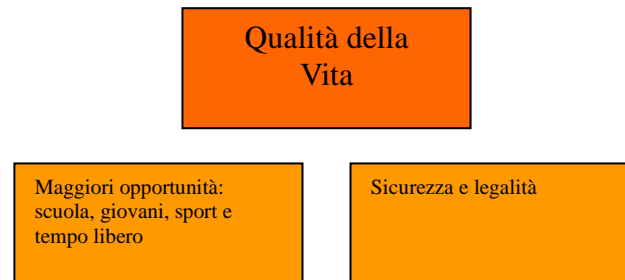 Qualità della
Vita
Maggiori opportunità:
scuola, giovani, sport e
tempo libero
Sicurezza e legalità